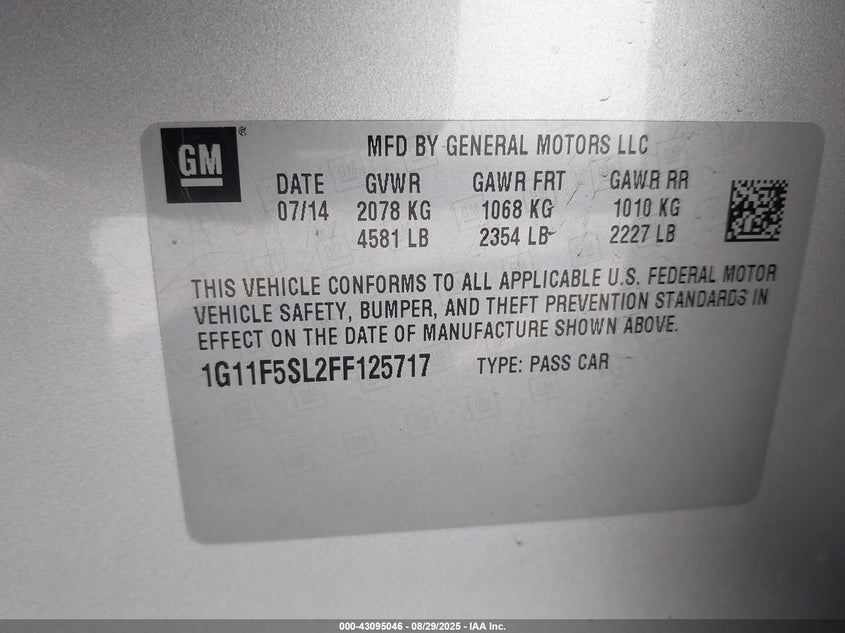 GM ®
MFD BY GENERAL MOTORS LLC
DATE GVWR GAWR FRT GAWR RR
07/14 2078 KG 1068 KG 1010 KG
4581 LB 2354 LB 2227 LB
THIS VEHICLE CONFORMS TO ALL APPLICABLE U.S. FEDERAL MOTOR
VEHICLE SAFETY, BUMPER, AND THEFT PREVENTION STANDARDS IN
EFFECT ON THE DATE OF MANUFACTURE SHOWN ABOVE.
1G11F5SL2FF125717 TYPE: PASS CAR
000-43095046 - 08/29/2025 - IAA Inc.